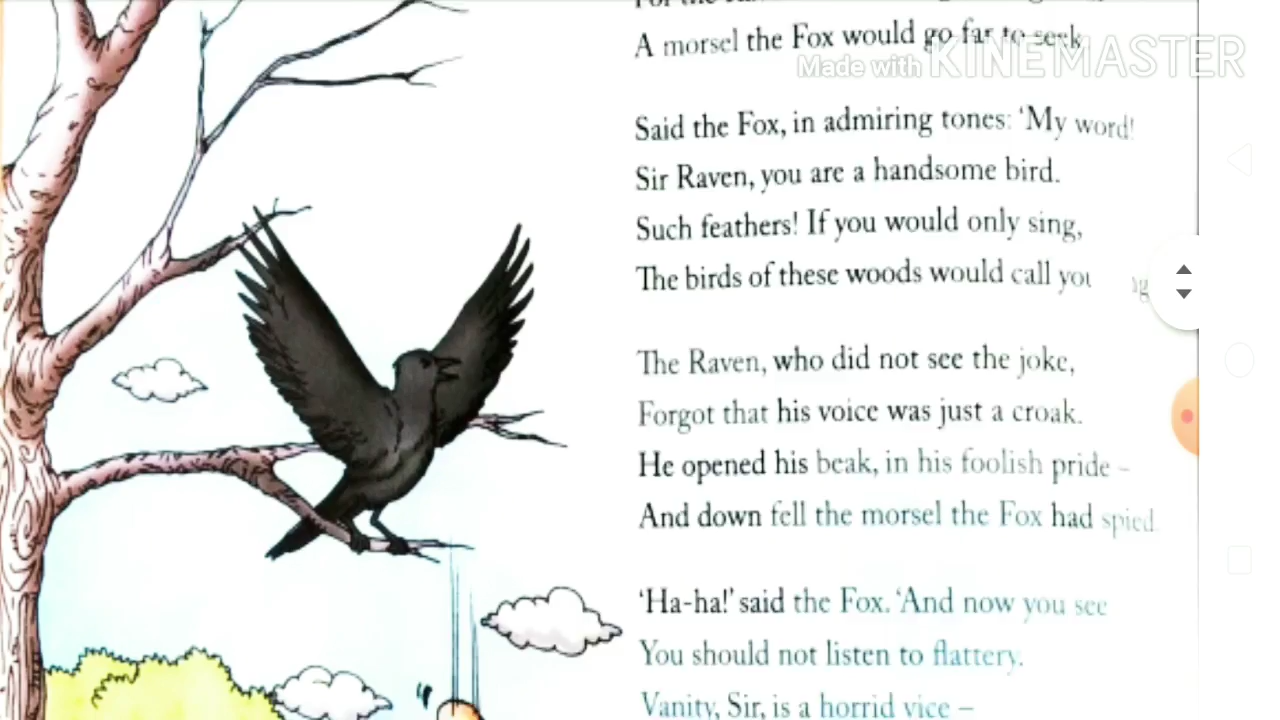 A morsel the Fox would go far to seek
Made with KINEMASTER
Said the Fox, in admiring tones: ‘My word!
Sir Raven, you are a handsome bird.
Such feathers! If you would only sing,
The birds of these woods would call you
The Raven, who did not see the joke,
Forgot that his voice was just a croak.
He opened his beak, in his foolish pride –
And down fell the morsel the Fox had spied
‘Ha-ha!’ said the Fox. ‘And now you see
You should not listen to flattery.
Vanity, Sir, is a horrid vice –